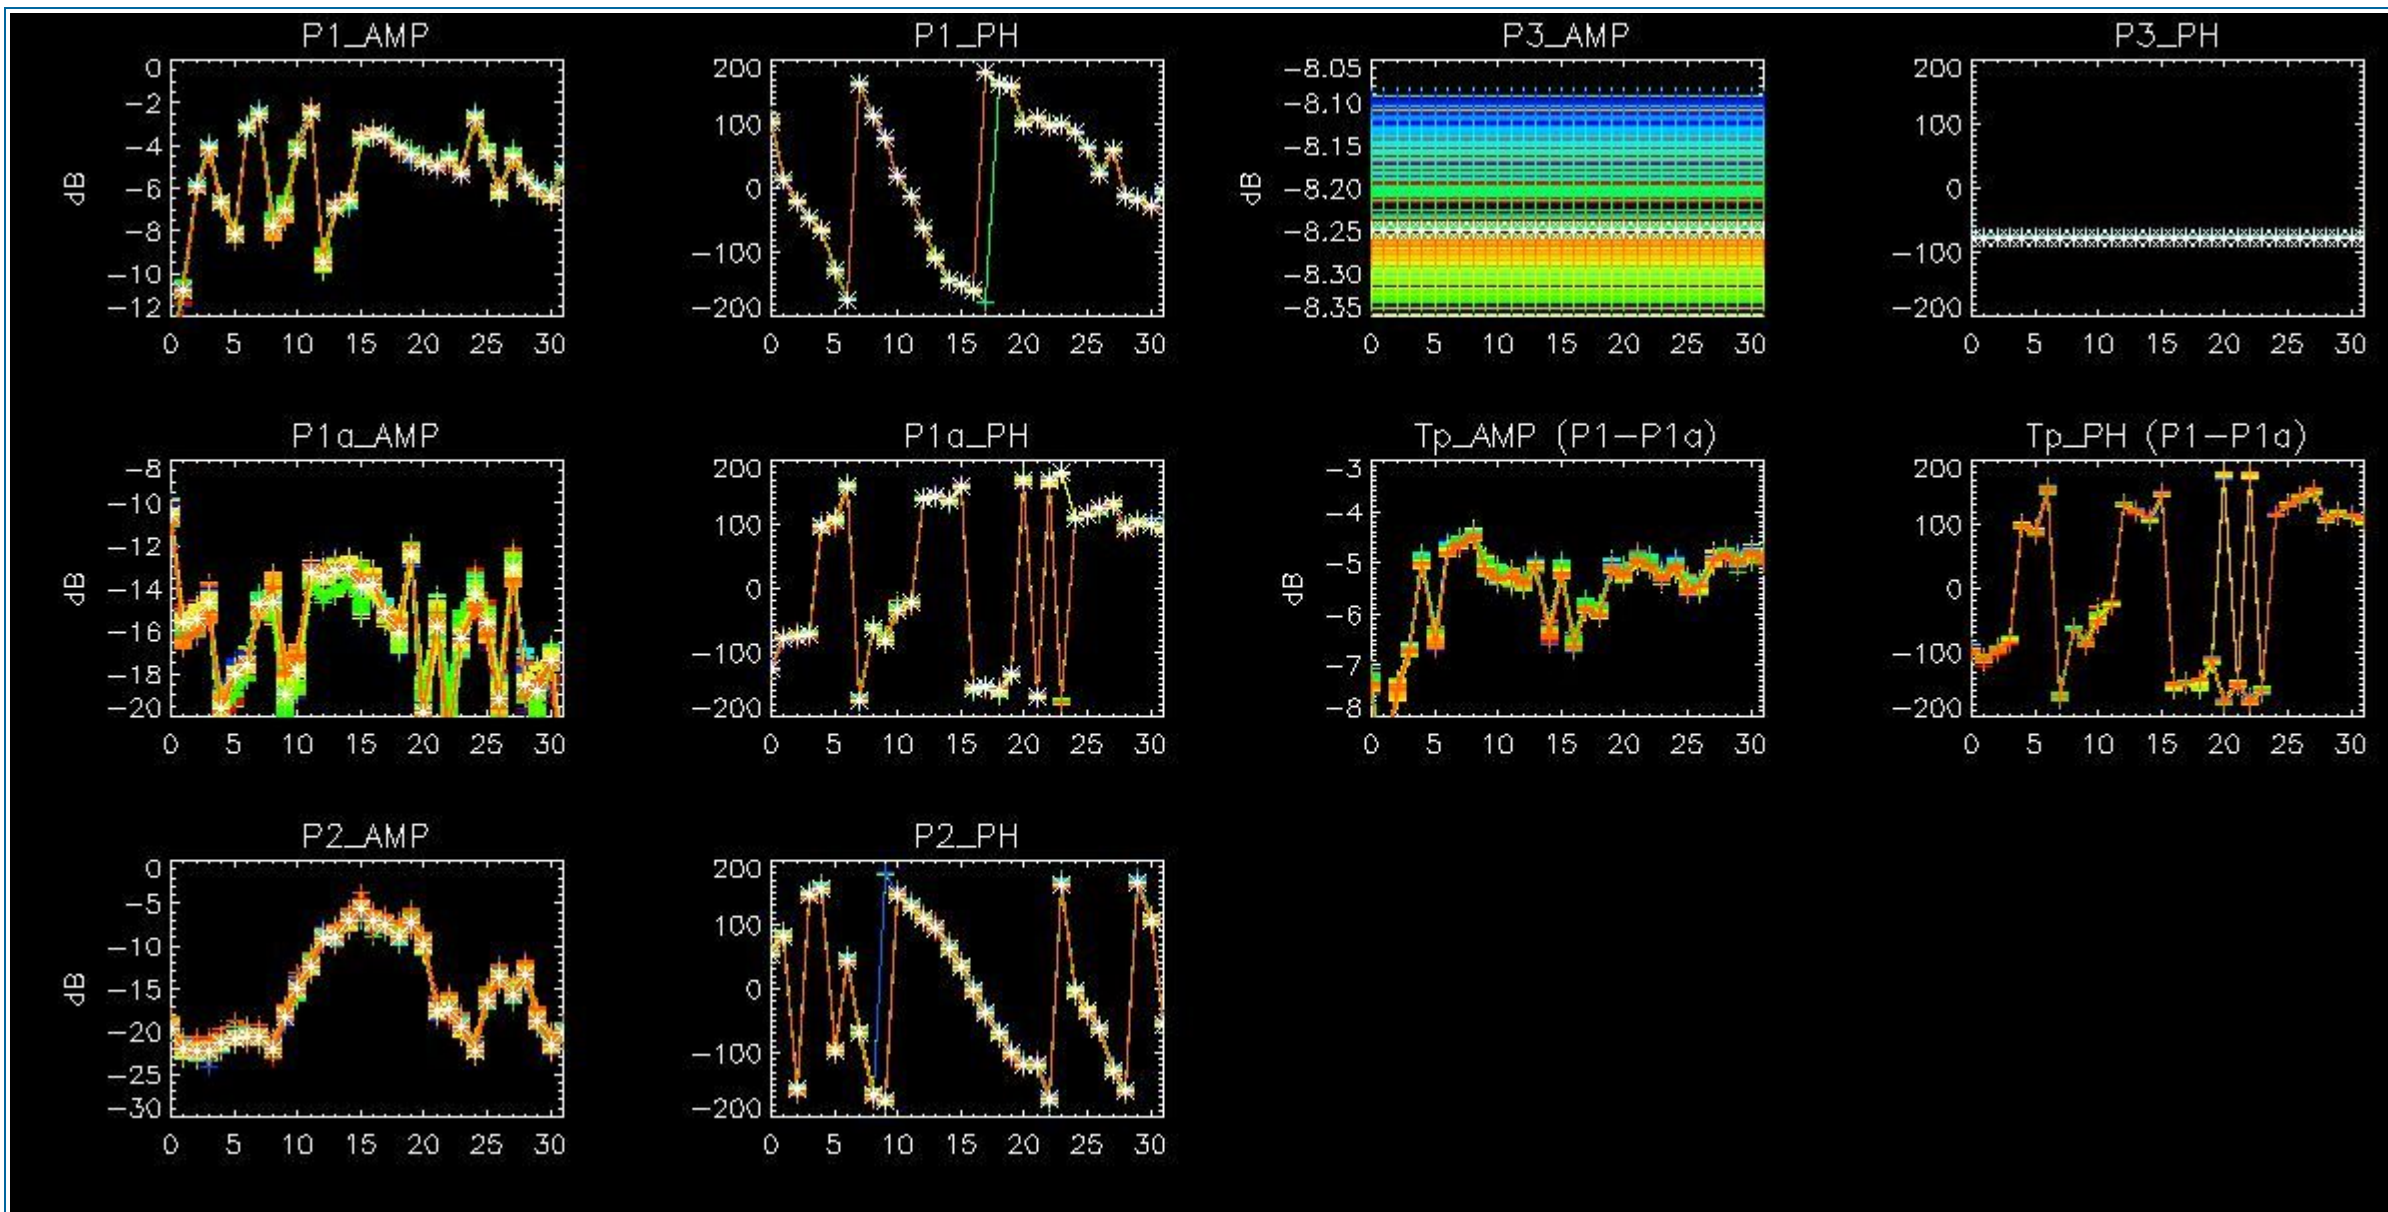 P1_AMP P1_PH P3_AMP P3_PH
0 −2 −4 −6 −8 −10 −12
dB
0 5 10 15 20 25 30
200 100 0 −100 −200
0 5 10 15 20 25 30
−8.05 −8.10 −8.15 −8.20 −8.25 −8.30 −8.35
dB
0 5 10 15 20 25 30
200 100 0 −100 −200
0 5 10 15 20 25 30
P1a_AMP P1a_PH Tp_AMP (P1−P1a) Tp_PH (P1−P1a)
−8 −10 −12 −14 −16 −18 −20
dB
0 5 10 15 20 25 30
200 100 0 −100 −200
0 5 10 15 20 25 30
−3 −4 −5 −6 −7 −8
dB
0 5 10 15 20 25 30
200 100 0 −100 −200
0 5 10 15 20 25 30
P2_AMP P2_PH
0 −5 −10 −15 −20 −25 −30
dB
0 5 10 15 20 25 30
200 100 0 −100 −200
0 5 10 15 20 25 30